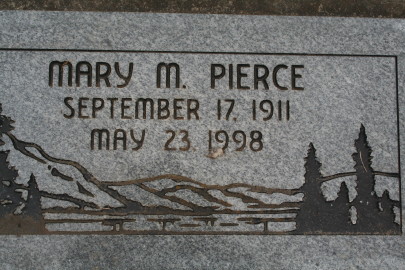 MARY M. PIERCE
SEPTEMBER 17, 1911
MAY 23, 1998